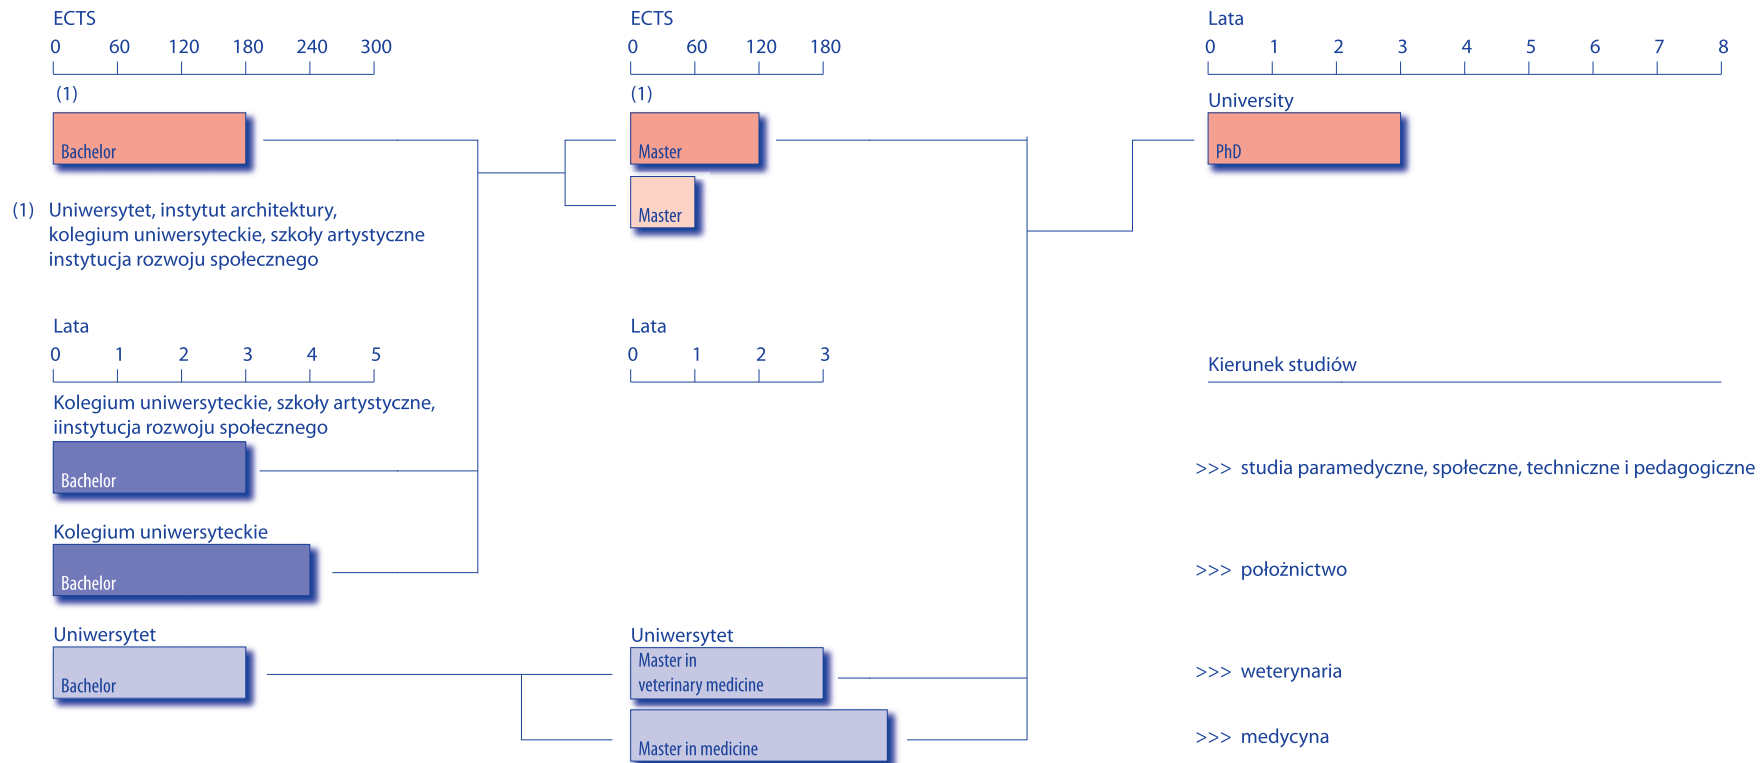 ECTS
0 60 120 180 240 300
(1)
Bachelor
ECTS
0 60 120 180
(1)
Master
Master
Lata
0 1 2 3 4 5 6 7 8
University
PhD
(1) Uniwersytet, instytut architektury,
kolegium uniwersyteckie, szkoły artystyczne
instytucja rozwoju społecznego
Lata
0 1 2 3 4 5
Lata
0 1 2 3
Kierunek studiów
Kolegium uniwersyteckie, szkoły artystyczne,
iinstytucja rozwoju społecznego
Bachelor
>>> studia paramedyczne, społeczne, techniczne i pedagogiczne
Kolegium uniwersyteckie
Bachelor
>>> położnictwo
Uniwersytet
Bachelor
Uniwersytet
Master in
veterinary medicine
>>> weterynaria
Master in medicine
>>> medycyna